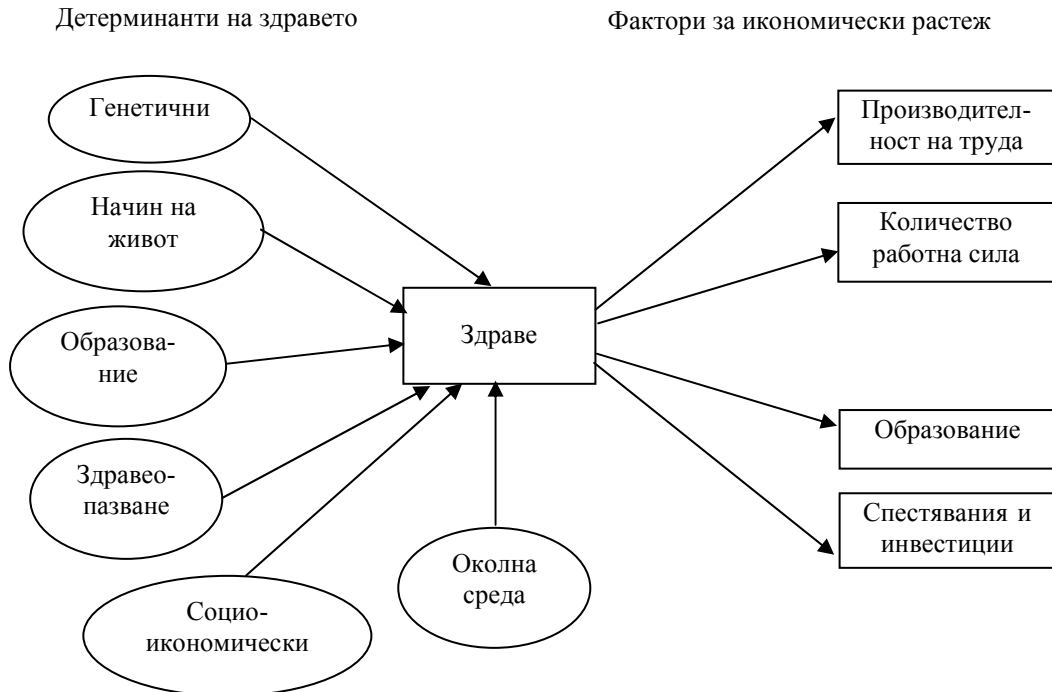 Детерминанти на здравето
Фактори за икономически растеж
Генетични
Начин на
живот
Образова-
ние
Здравео-
пазване
Социо-
икономически
Околна
среда
Здраве
Производител-
ност на труда
Количество
работна сила
Образование
Спестявания и
инвестиции